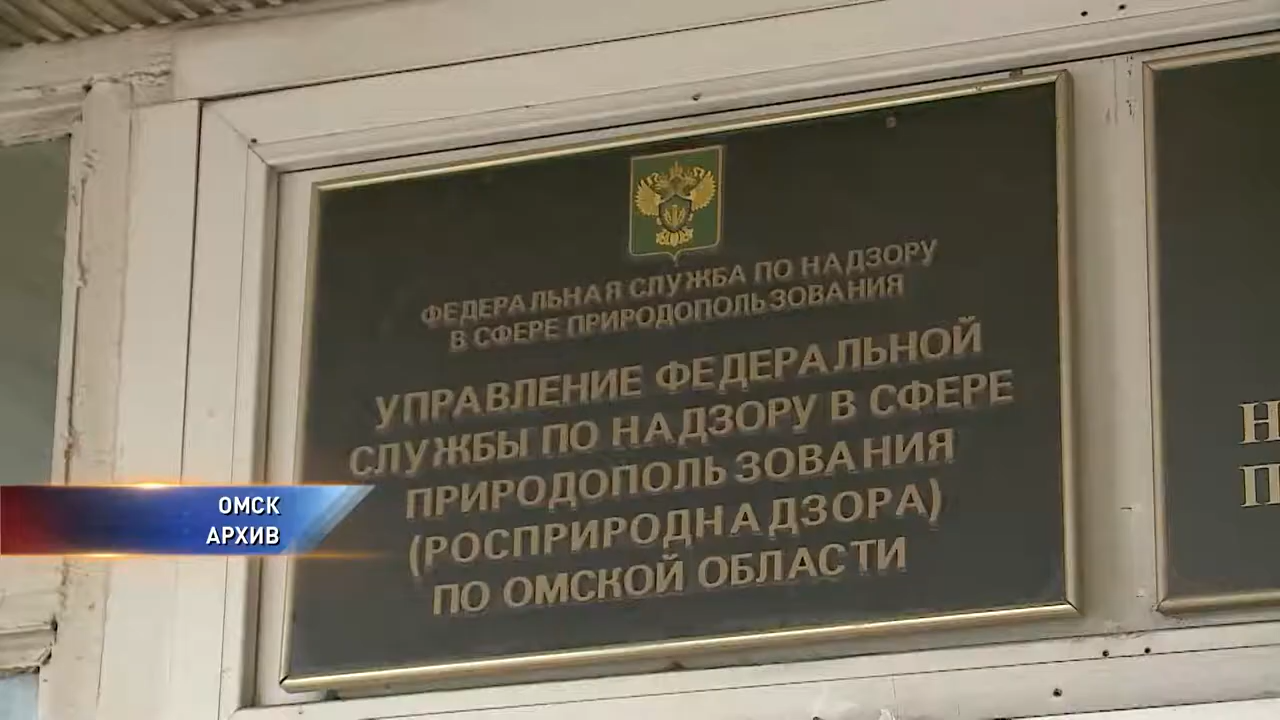 ФЕДЕРАЛЬНАЯ СЛУЖБА ПО НАДЗОРУ
В СФЕРЕ ПРИРОДОПОЛЬЗОВАНИЯ
УПРАВЛЕНИЕ ФЕДЕРАЛЬНОЙ
СЛУЖБЫ ПО НАДЗОРУ В СФЕРЕ
ПРИРОДОПОЛЬЗОВАНИЯ
(РОСПРИРОДНАДЗОРА)
ПО ОМСКОЙ ОБЛАСТИ
ОМСК
АРХИВ